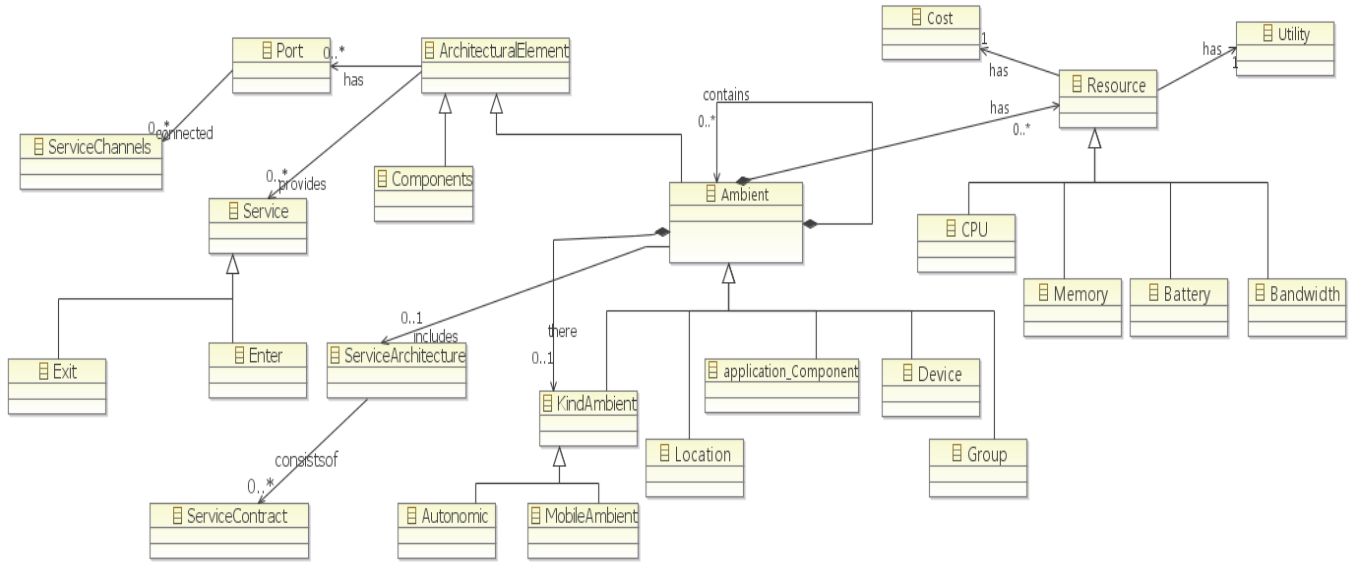 Cost
1
has
Utility
has
1
Port
0..*
has
ArchitecturalElement
Resource
contains
0..*
has
0..*
0..*
connected
ServiceChannels
Components
0..*
provides
Service
Ambient
CPU
Memory
Battery
Bandwidth
0..1
includes
there
0..1
Exit
Enter
ServiceArchitecture
application_Component
Device
KindAmbient
Location
Group
consistsof
0..*
ServiceContract
Autonomic
MobileAmbient